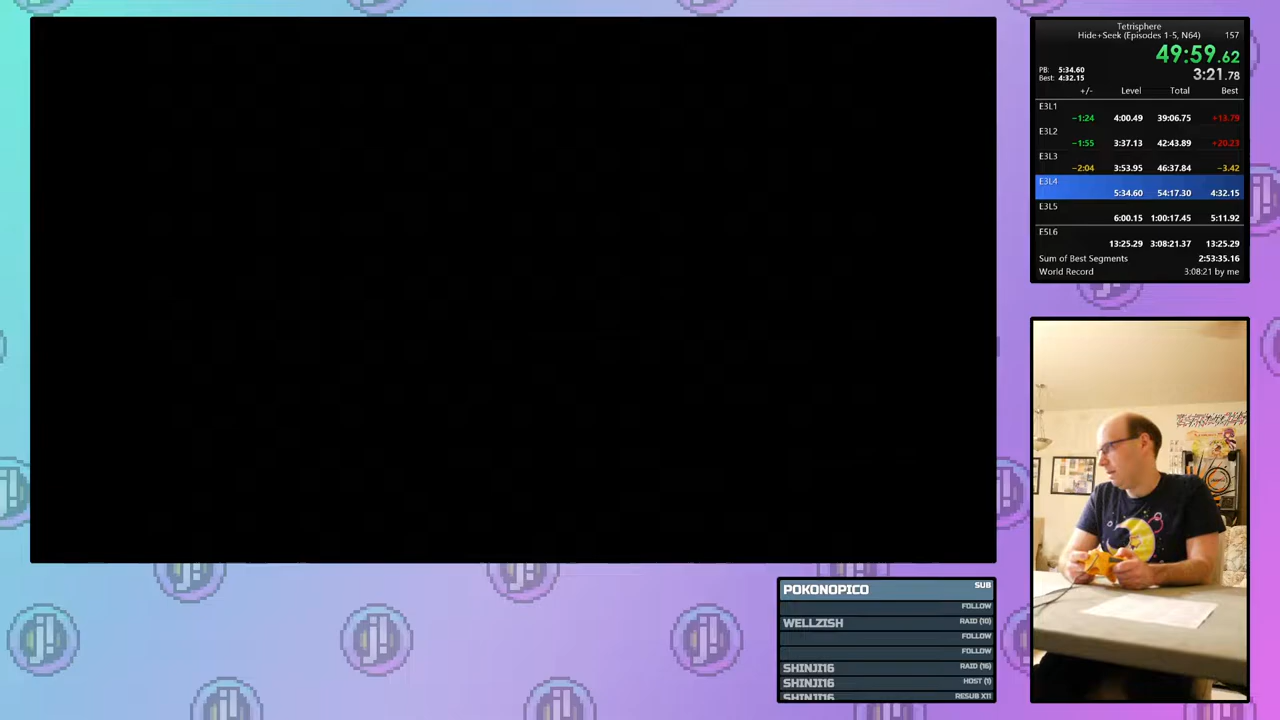 Tetrisphere
Hide+Seek (Episodes 1-5, N64) 157
49:59.62
PB: 5:34.60
Best: 4:32.15
3:21.78
+/- Level Total Best
E3L1
−1:24 4:00.49 39:06.75 +13.79
E3L2
−1:55 3:37.13 42:43.89 +20.23
E3L3
−2:04 3:53.95 46:37.84 −3.42
E3L4
5:34.60 54:17.30 4:32.15
E3L5
6:00.15 1:00:17.45 5:11.92
E5L6
13:25.29 3:08:21.37 13:25.29
Sum of Best Segments 2:53:35.16
World Record 3:08:21 by me
POKONOPICO SUB
FOLLOW
WELLZISH RAID (10)
FOLLOW
FOLLOW
SHINJI16 RAID (15)
SHINJI16 HOST (1)
SHINJI16 RESUB X11